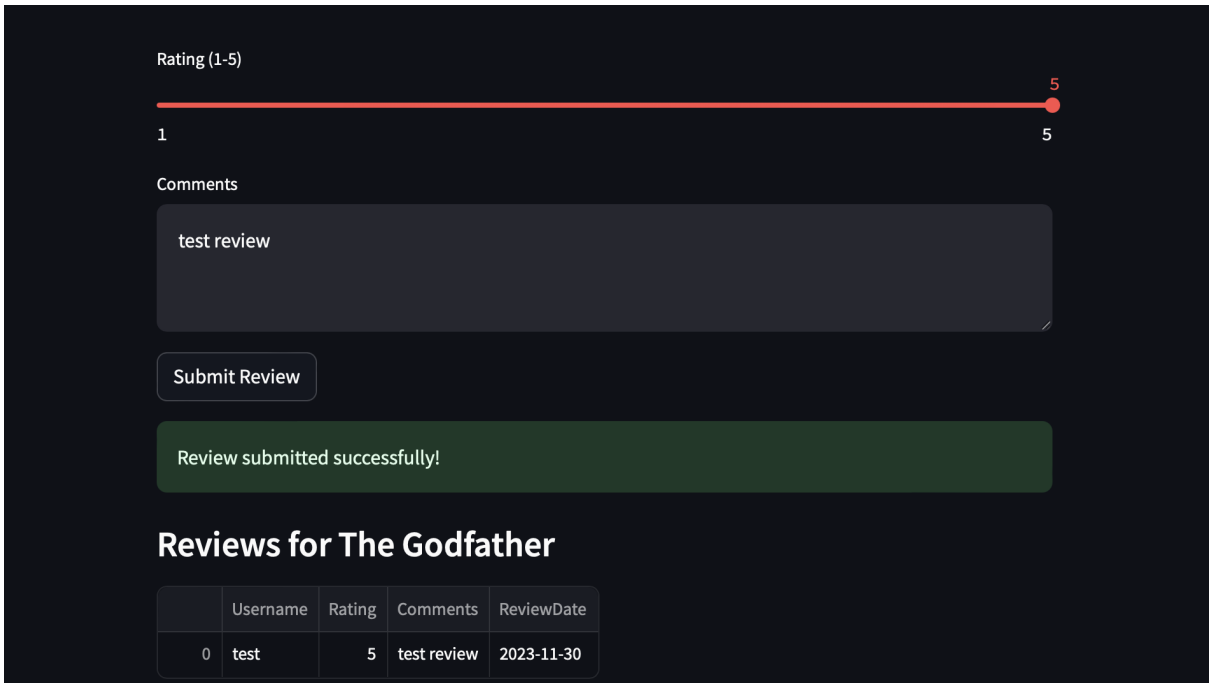 Rating (1-5)
5
1 5
Comments
test review
Submit Review
Review submitted successfully!
Reviews for The Godfather
Username Rating Comments ReviewDate
0 test 5 test review 2023-11-30